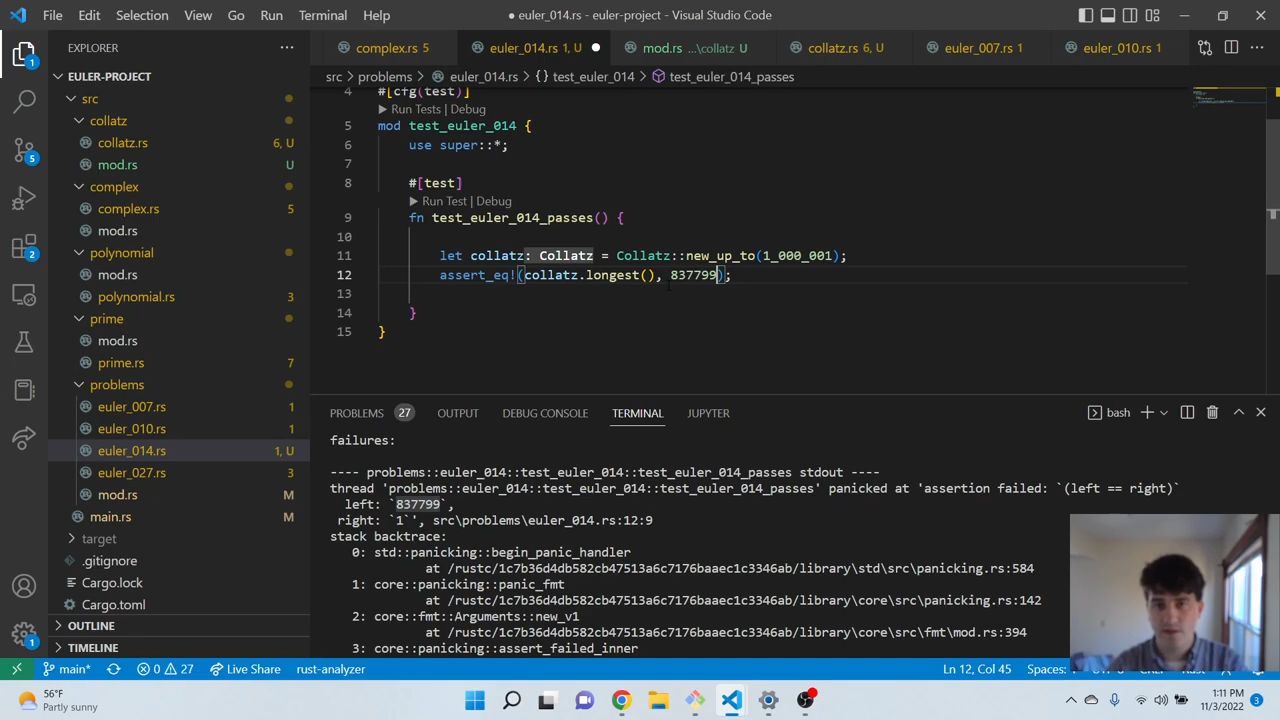 File Edit Selection View Go Run Terminal Help
● euler_014.rs - euler-project - Visual Studio Code
EXPLORER
complex.rs 5
euler_014.rs 1, U
mod.rs ...\collatz U
collatz.rs 6, U
euler_007.rs 1
euler_010.rs 1
src > problems > euler_014.rs > {} test_euler_014 > test_euler_014_passes
EULER-PROJECT
src
collatz
collatz.rs 6, U
mod.rs U
complex
complex.rs 5
mod.rs
polynomial
mod.rs
polynomial.rs 3
prime
mod.rs
prime.rs 7
problems
euler_007.rs 1
euler_010.rs 1
euler_014.rs 1, U
euler_027.rs 3
mod.rs M
main.rs M
target
.gitignore
Cargo.lock
Cargo.toml
OUTLINE
TIMELINE
1
5
1
4 #[cfg(test)]
▶ Run Tests | Debug
5 mod test_euler_014 {
6 use super::*;
7
8 #[test]
▶ Run Test | Debug
9 fn test_euler_014_passes() {
10
11 let collatz: Collatz = Collatz::new_up_to(1_000_001);
12 assert_eq!(collatz.longest(), 837799);
13
14 }
15 }
PROBLEMS 27 OUTPUT DEBUG CONSOLE TERMINAL JUPYTER
bash
failures:
---- problems::euler_014::test_euler_014::test_euler_014_passes stdout ----
thread 'problems::euler_014::test_euler_014::test_euler_014_passes' panicked at 'assertion failed: `(left == right)`
left: `837799`,
right: `1`', src\problems\euler_014.rs:12:9
stack backtrace:
0: std::panicking::begin_panic_handler
at /rustc/1c7b36d4db582cb47513a6c7176baaec1c3346ab/library\std\src\panicking.rs:584
1: core::panicking::panic_fmt
at /rustc/1c7b36d4db582cb47513a6c7176baaec1c3346ab/library\core\src\panicking.rs:142
2: core::fmt::Arguments::new_v1
at /rustc/1c7b36d4db582cb47513a6c7176baaec1c3346ab/library\core\src\fmt\mod.rs:394
3: core::panicking::assert_failed_inner
main* 0 27 Live Share rust-analyzer
Ln 12, Col 45 Spaces:
56°F
Partly sunny
1:11 PM
11/3/2022
3